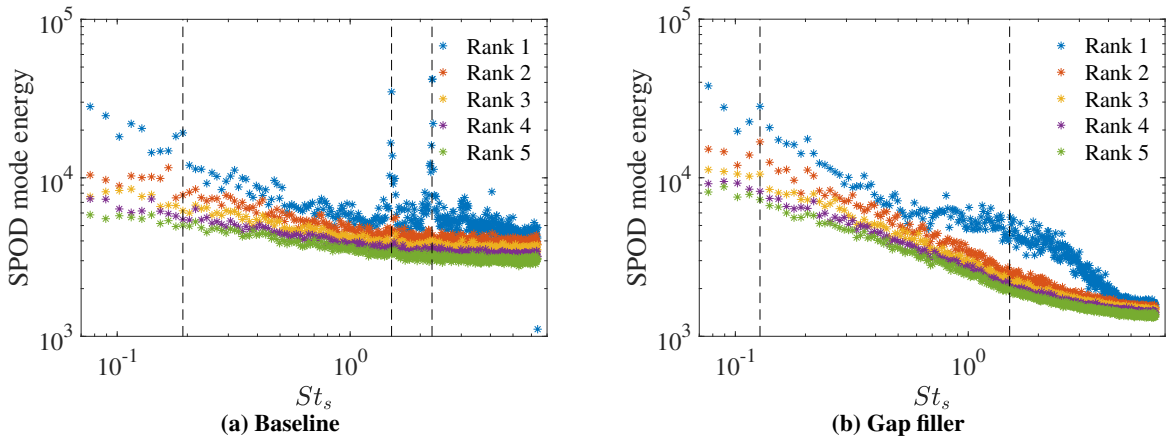 10^5
10^4
10^3
SPOD mode energy
Rank 1
Rank 2
Rank 3
Rank 4
Rank 5
10^-1
10^0
St_s
(a) Baseline
10^5
10^4
10^3
SPOD mode energy
Rank 1
Rank 2
Rank 3
Rank 4
Rank 5
10^-1
10^0
St_s
(b) Gap filler